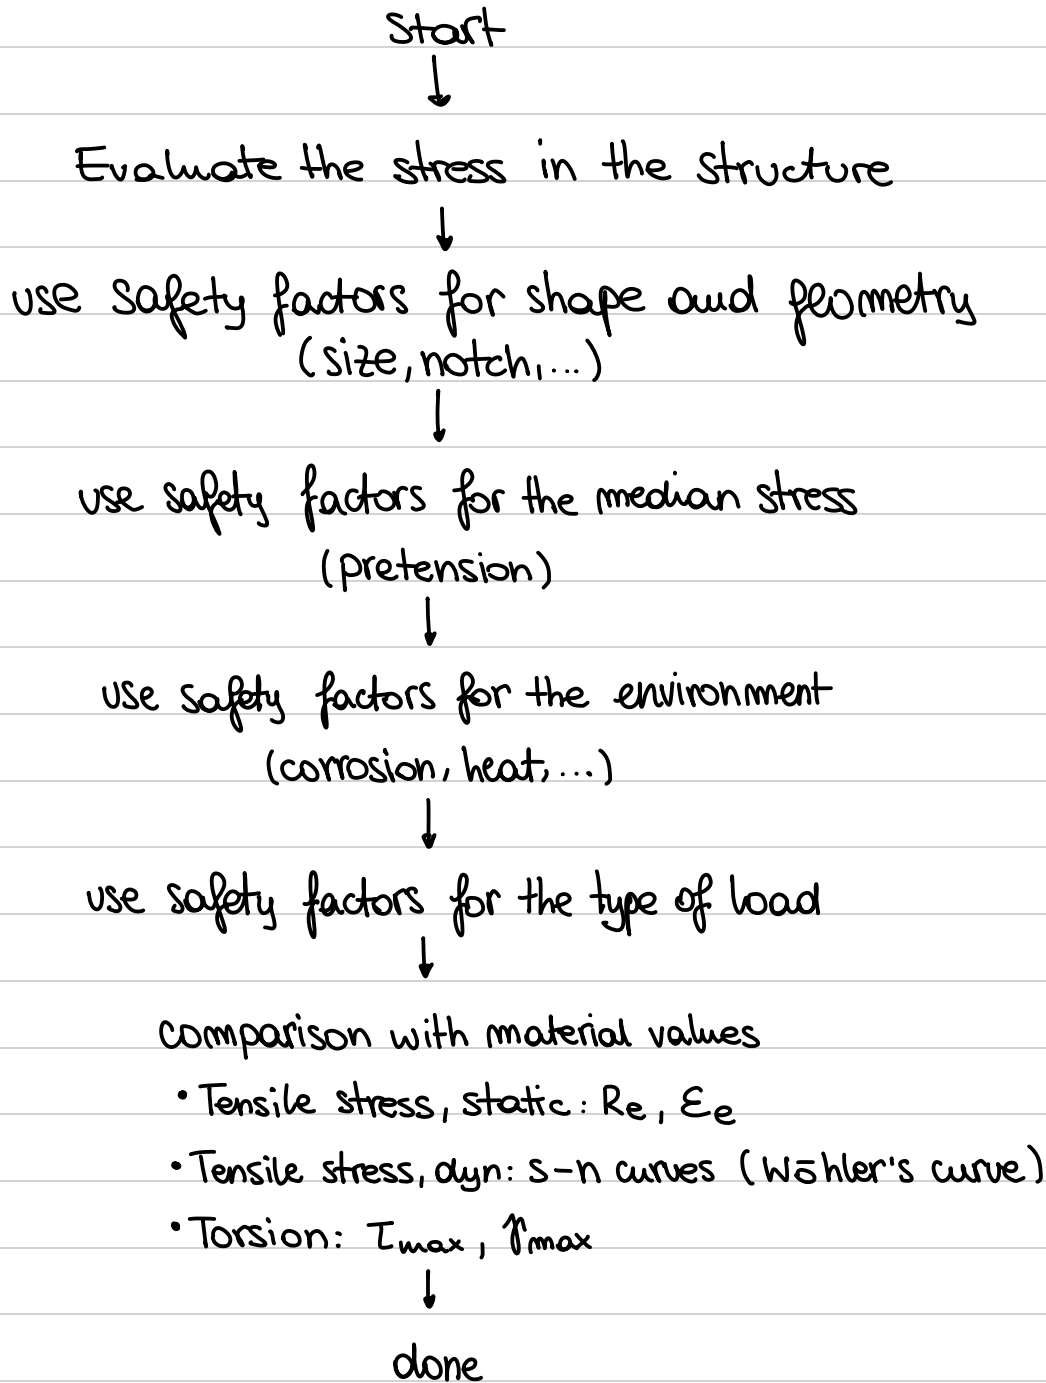 Start
Evaluate the stress in the structure
use safety factors for shape and geometry
(size, notch, ...)
use safety factors for the median stress
(pretension)
use safety factors for the environment
(corrosion, heat, ...)
use safety factors for the type of load
comparison with material values
• Tensile stress, static: Re, εe
• Tensile stress, dyn: s-n curves (Wöhler's curve)
• Torsion: τmax, γmax
done